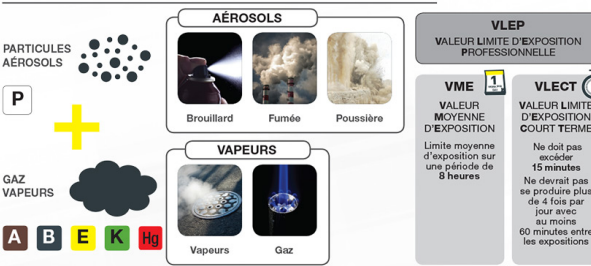 PARTICULES
AÉROSOLS
P
GAZ
VAPEURS
A B E K Hg
AÉROSOLS
Brouillard Fumée Poussière
VAPEURS
Vapeurs Gaz
VLEP
VALEUR LIMITE D'EXPOSITION
PROFESSIONNELLE
VME
1
VALEUR
MOYENNE
D'EXPOSITION
Limite moyenne
d'exposition sur
une période de
8 heures
VLECT
VALEUR LIMITE
D'EXPOSITION
COURT TERME
Ne doit pas
excéder
15 minutes
Ne devrait pas
se produire plus
de 4 fois par
jour avec
au moins
60 minutes entre
les expositions